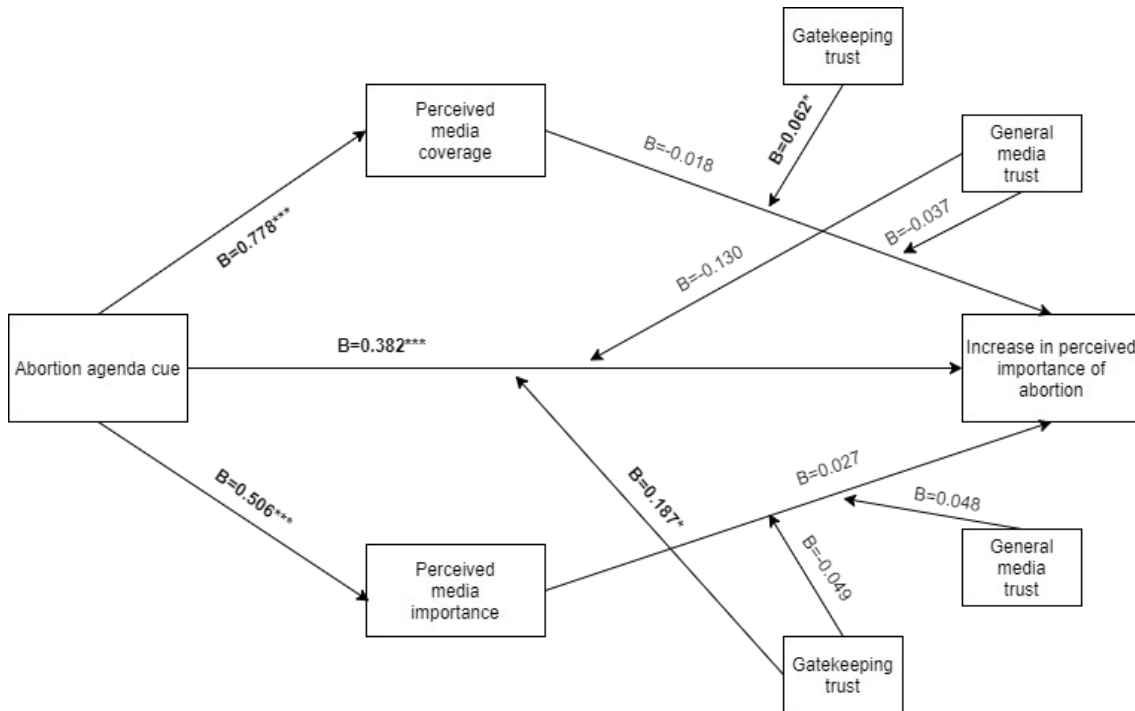 Gatekeeping
trust
Perceived
media
coverage
B=-0.018
B=0.062*
General
media
trust
B=-0.037
B=0.778***
B=-0.130
Abortion agenda cue
B=0.382***
Increase in perceived
importance of
abortion
B=0.506***
B=0.187*
B=0.027
B=0.048
B=-0.049
Perceived
media
importance
General
media
trust
Gatekeeping
trust